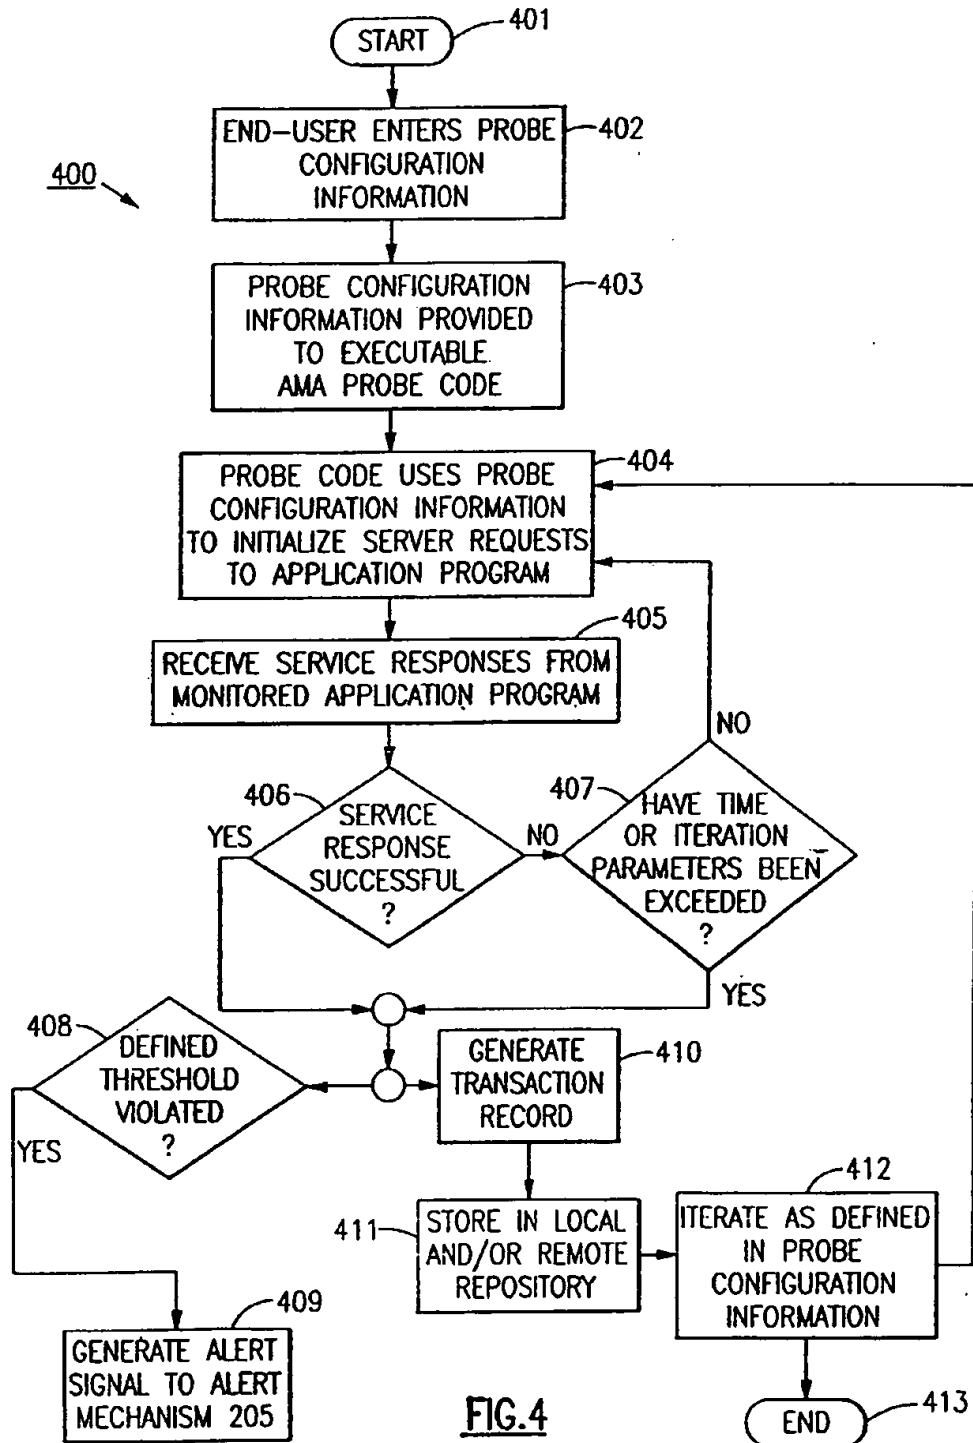 START
401
END-USER ENTERS PROBE
CONFIGURATION
INFORMATION
402
400
PROBE CONFIGURATION
INFORMATION PROVIDED
TO EXECUTABLE
AMA PROBE CODE
403
PROBE CODE USES PROBE
CONFIGURATION INFORMATION
TO INITIALIZE SERVER REQUESTS
TO APPLICATION PROGRAM
404
405
RECEIVE SERVICE RESPONSES FROM
MONITORED APPLICATION PROGRAM
NO
406
SERVICE
RESPONSE
SUCCESSFUL
?
YES
NO
407
HAVE TIME
OR ITERATION
PARAMETERS BEEN
EXCEEDED
?
YES
408
DEFINED
THRESHOLD
VIOLATED
?
YES
GENERATE
TRANSACTION
RECORD
410
411
STORE IN LOCAL
AND/OR REMOTE
REPOSITORY
412
ITERATE AS DEFINED
IN PROBE
CONFIGURATION
INFORMATION
409
GENERATE ALERT
SIGNAL TO ALERT
MECHANISM 205
FIG.4
END
413